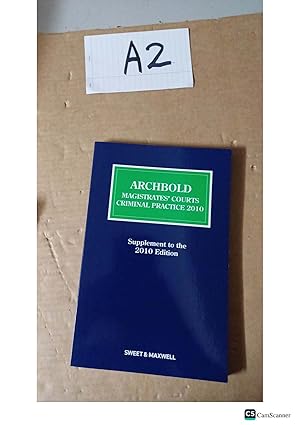 A2
ARCHBOLD
MAGISTRATES' COURTS
CRIMINAL PRACTICE 2010
Supplement to the
2010 Edition
SWEET & MAXWELL
CS CamScanner